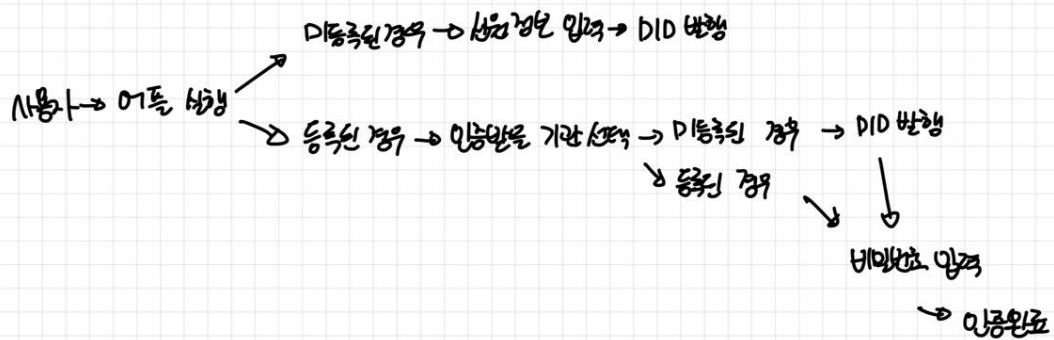 미등록된경우 → 신원정보 입력 → DID 발행
사용자 → 어플 실행
등록된 경우 → 인증받을 기관 선택 → 미등록된 경우 → DID 발행
↘ 등록된 경우
비밀번호 입력
→ 인증완료